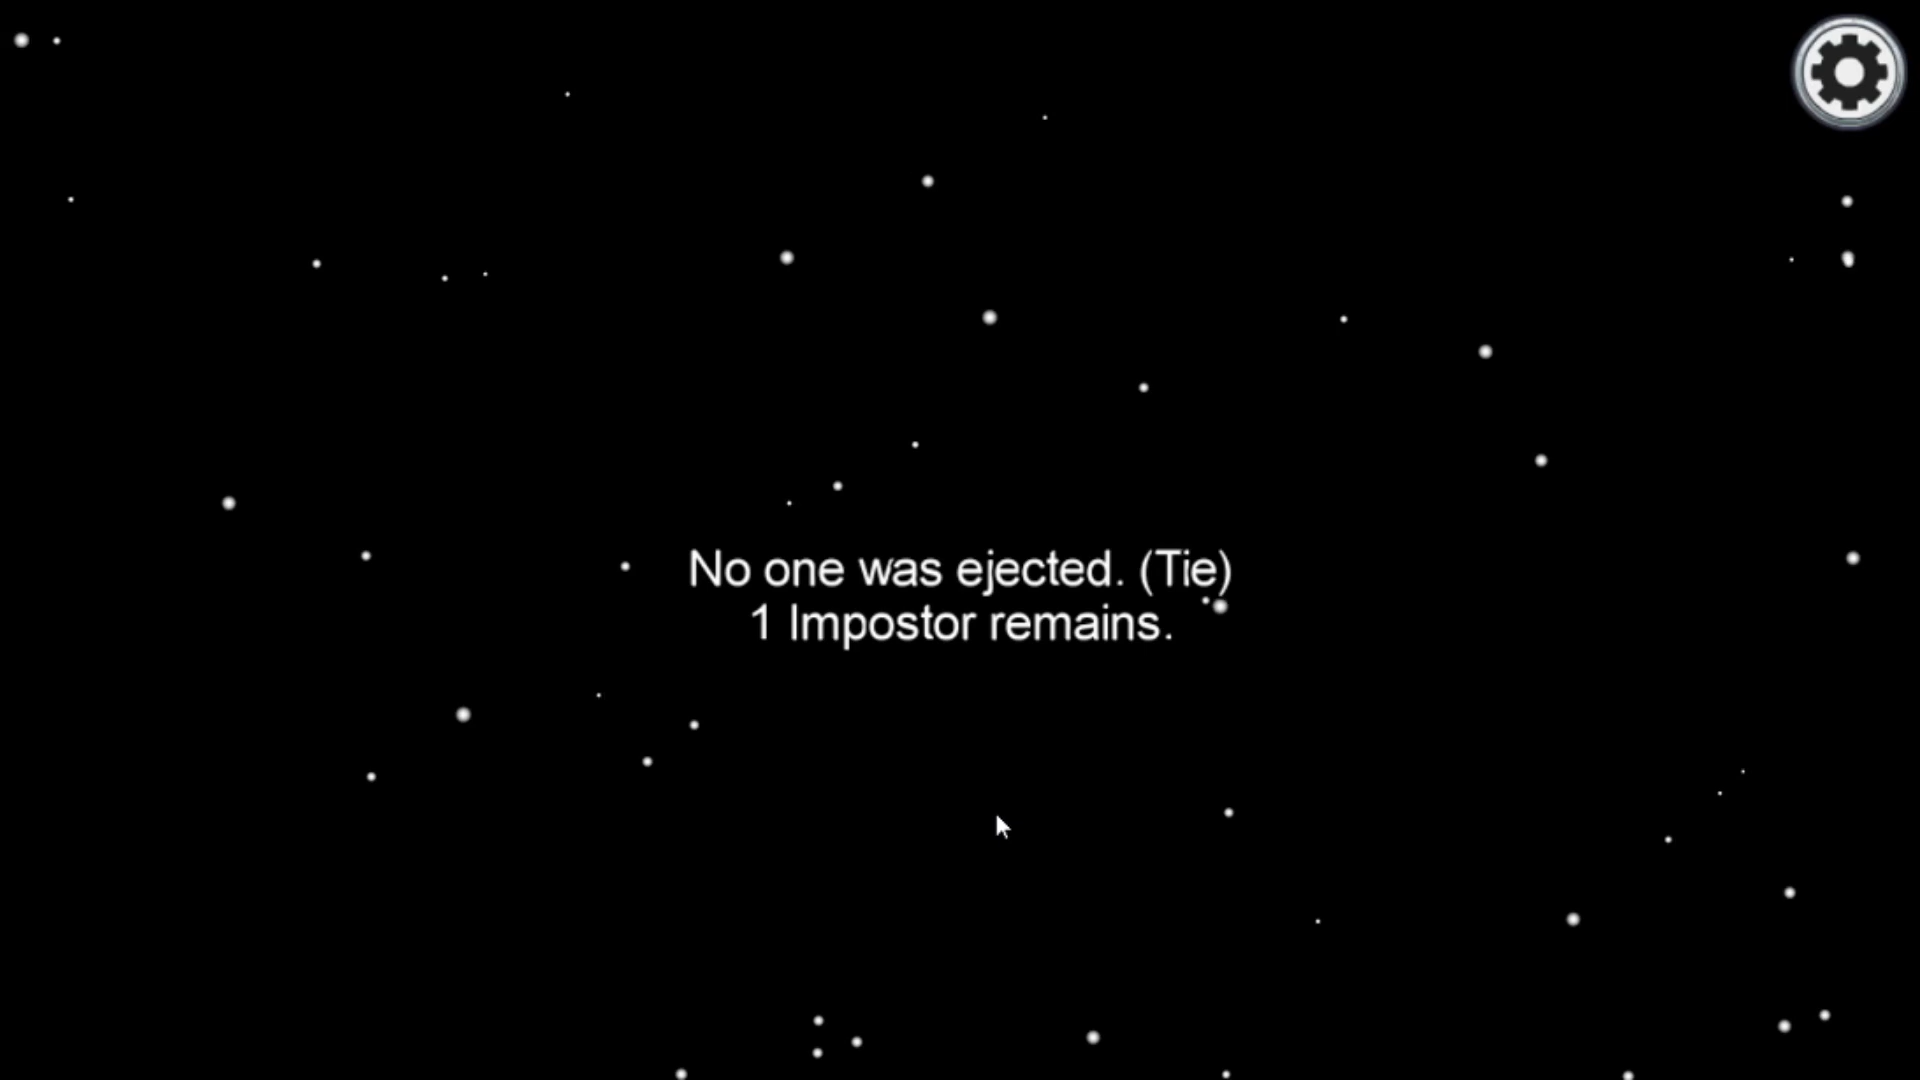 No one was ejected. (Tie)
1 Impostor remains.